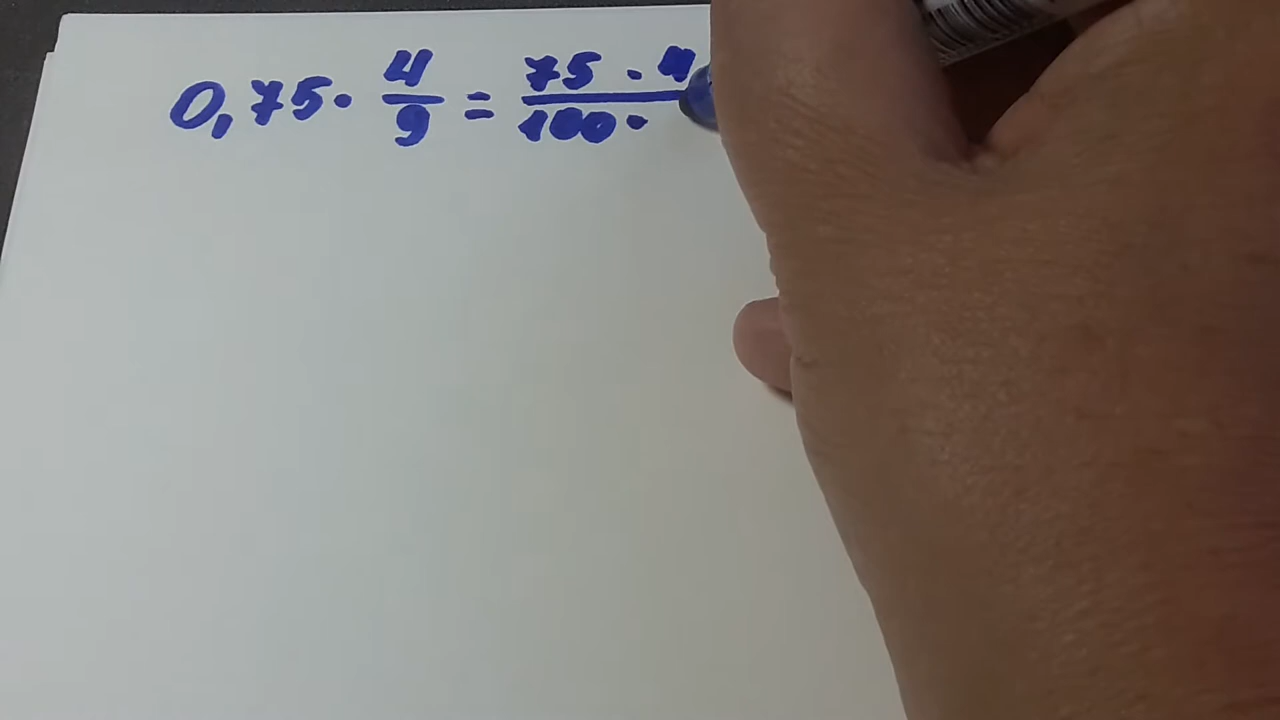 0,75 · 4/9 = 75 · 4/100 ·